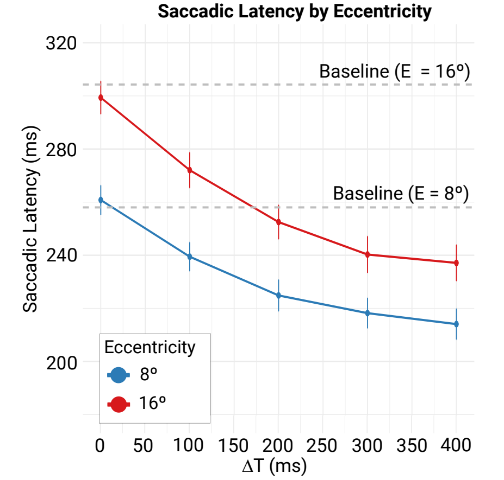 Saccadic Latency by Eccentricity
320
280
240
200
Saccadic Latency (ms)
Baseline (E = 16º)
Baseline (E = 8º)
Eccentricity
8º
16º
0 50 100 150 200 250 300 350 400
ΔT (ms)